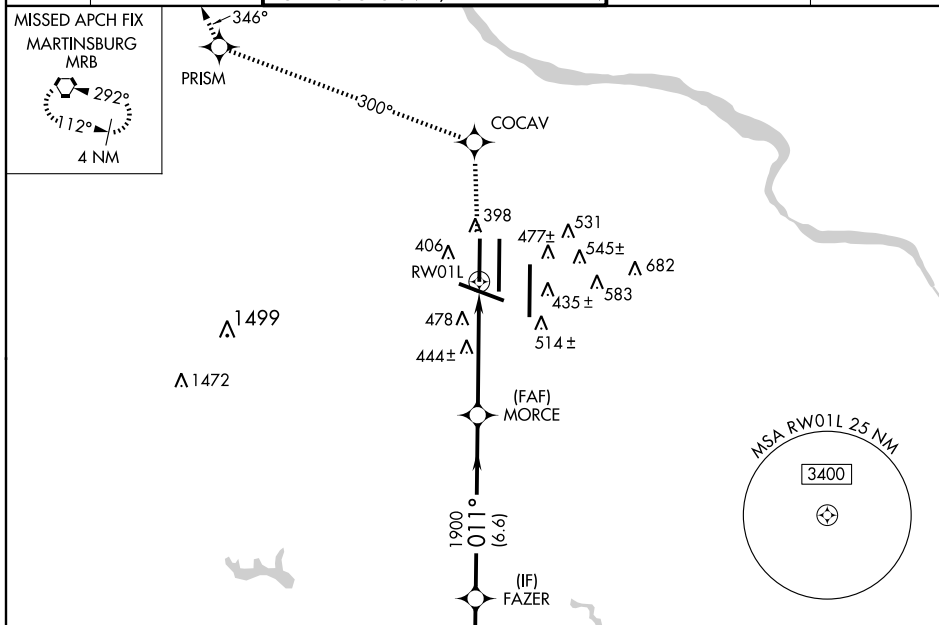 MISSED APCH FIX
MARTINSBURG
MRB
292°
112°
4 NM
346°
PRISM
300°
COCAV
398
531
477±
545±
406
682
RW01L
435±
583
478
514±
444±
1499
1472
(FAF)
MORCE
MSA RW01L 25 NM
3400
1900
011°
(6.6)
(IF)
FAZER